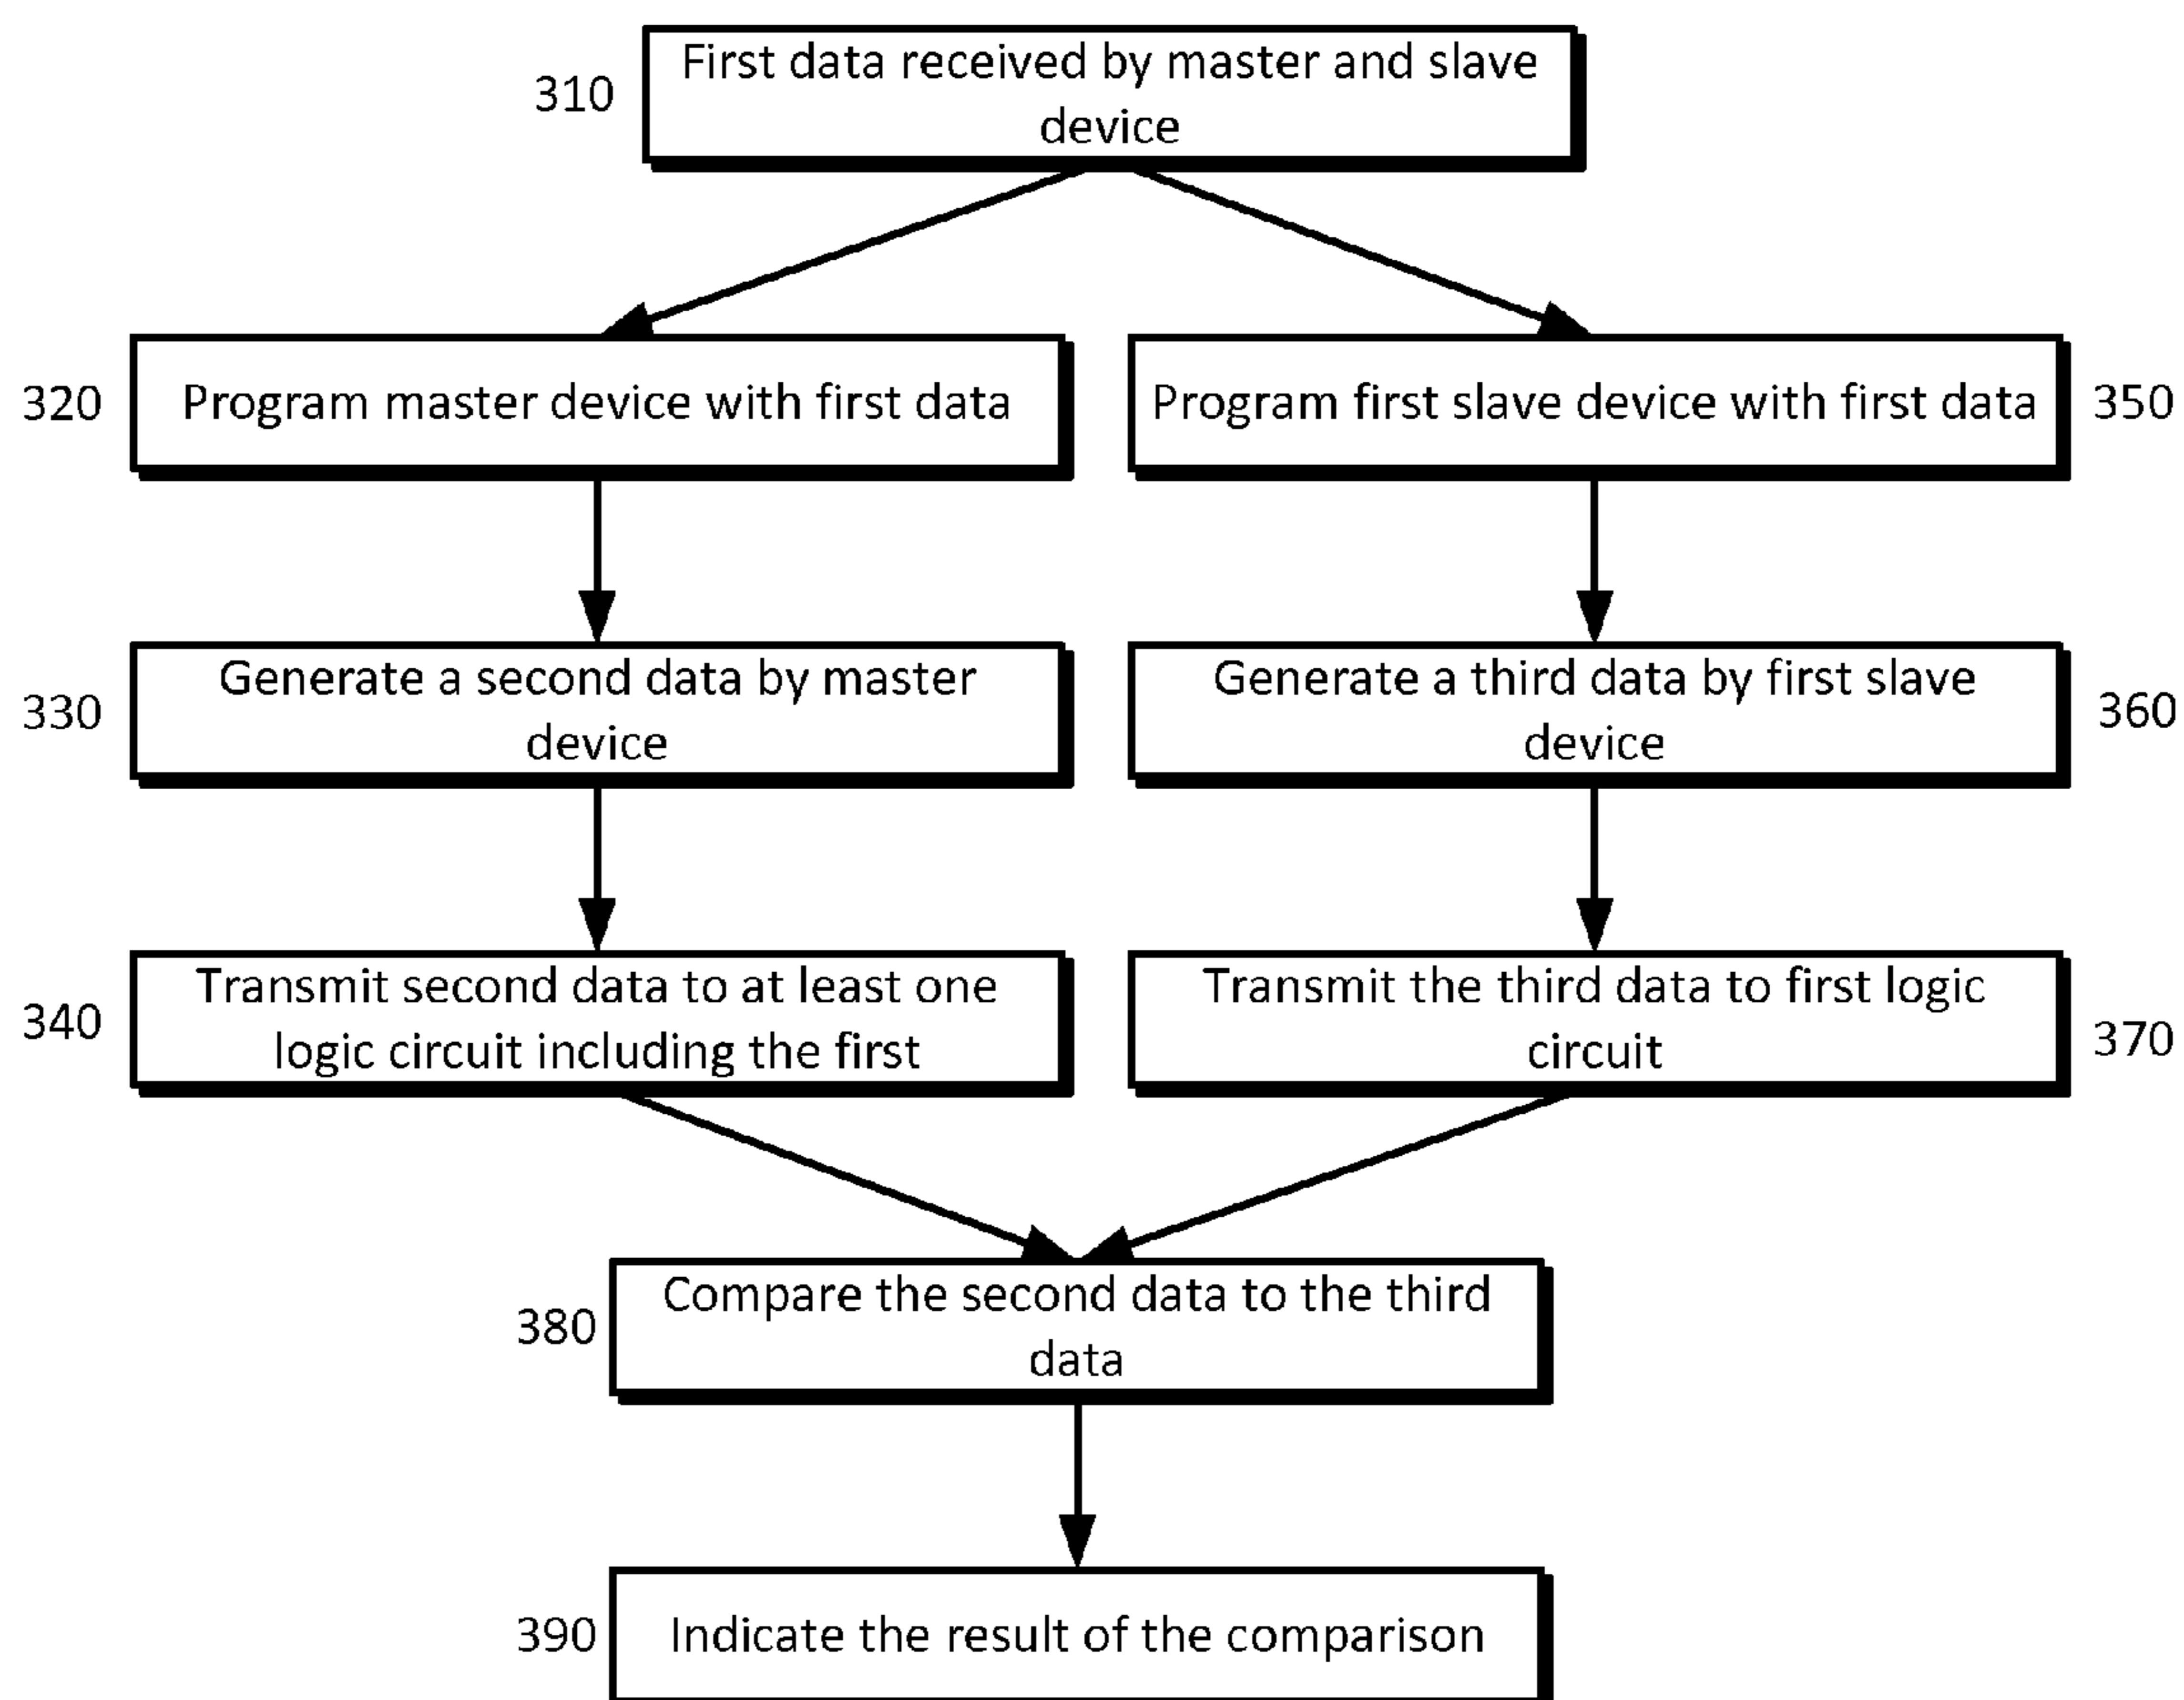 310
First data received by master and slave
device
320
Program master device with first data
Program first slave device with first data
350
330
Generate a second data by master
device
Generate a third data by first slave
device
360
340
Transmit second data to at least one
logic circuit including the first
Transmit the third data to first logic
circuit
370
380
Compare the second data to the third
data
390
Indicate the result of the comparison